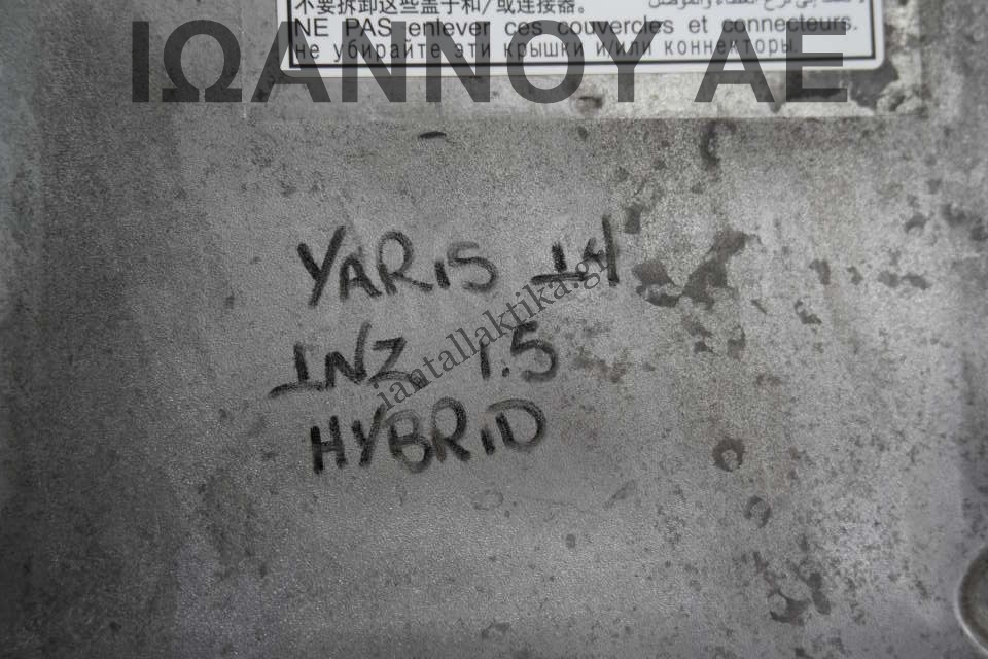 不要拆卸这些盖子和/或连接器。
NE PAS enlever ces couvercles et connecteurs.
не убирайте эти крышки и/или коннекторы.
ΙΩΑΝΝΟΥ ΑΕ
YARIS 14
1NZ 1.5
HYBRID
iantallaktika.gr